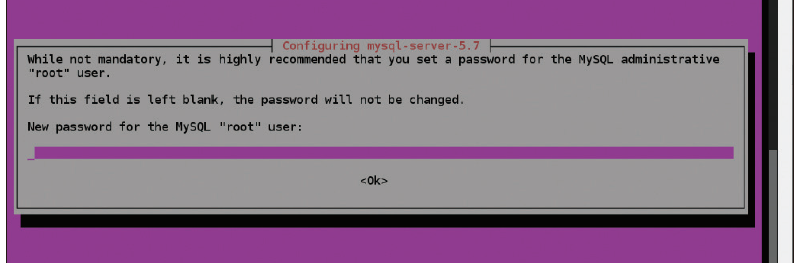 Configuring mysql-server-5.7
While not mandatory, it is highly recommended that you set a password for the MySQL administrative
"root" user.
If this field is left blank, the password will not be changed.
New password for the MySQL "root" user:
<Ok>